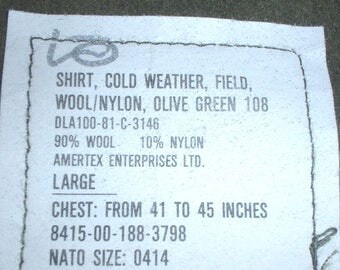 SHIRT, COLD WEATHER, FIELD,
WOOL/NYLON, OLIVE GREEN 108
DLA100-81-C-3146
90% WOOL 10% NYLON
AMERTEX ENTERPRISES LTD.
LARGE
CHEST: FROM 41 TO 45 INCHES
8415-00-188-3798
NATO SIZE: 0414